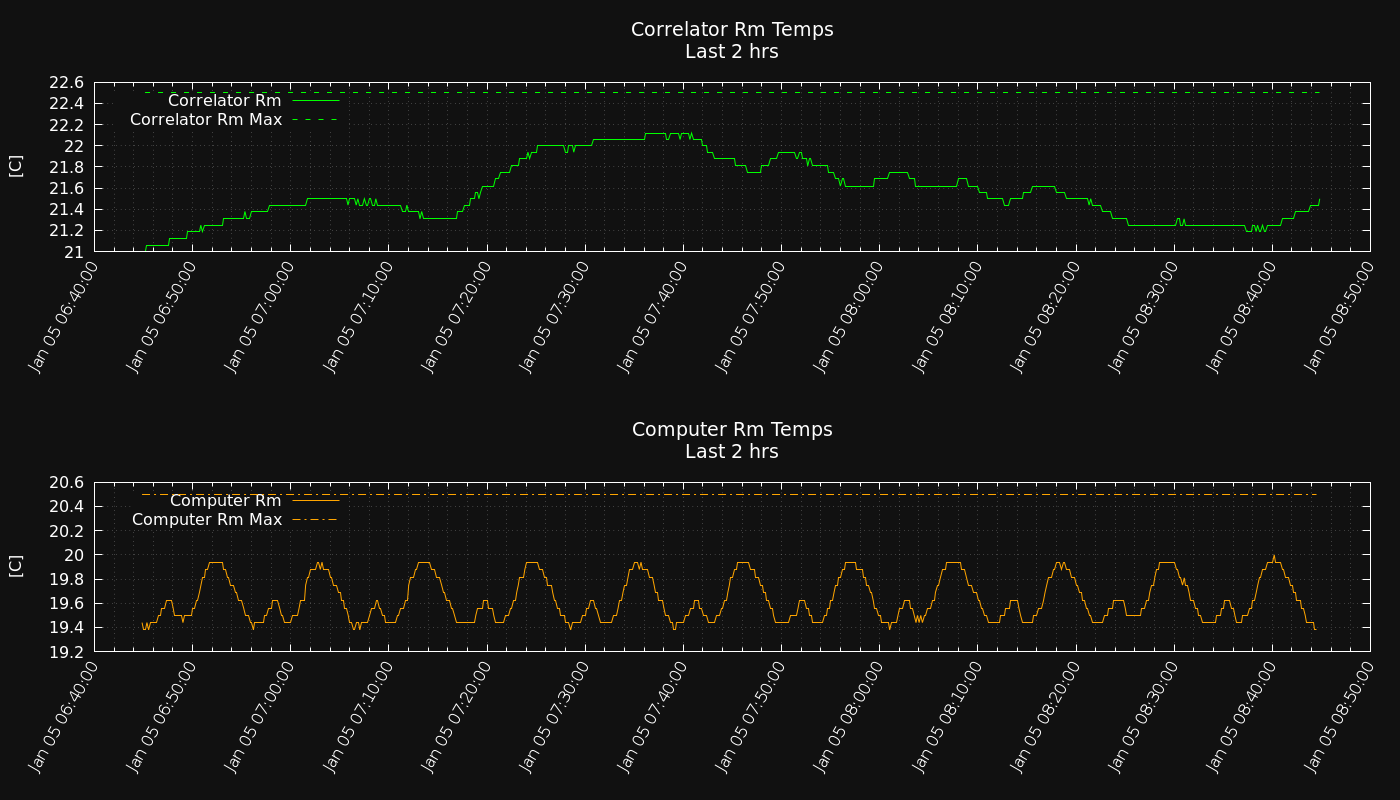 Correlator Rm Temps
Last 2 hrs
22.6
22.4
22.2
22
21.8
21.6
21.4
21.2
21
[C]
Correlator Rm
Correlator Rm Max
Jan 05 06:40:00
Jan 05 06:50:00
Jan 05 07:00:00
Jan 05 07:10:00
Jan 05 07:20:00
Jan 05 07:30:00
Jan 05 07:40:00
Jan 05 07:50:00
Jan 05 08:00:00
Jan 05 08:10:00
Jan 05 08:20:00
Jan 05 08:30:00
Jan 05 08:40:00
Jan 05 08:50:00
Computer Rm Temps
Last 2 hrs
20.6
20.4
20.2
20
19.8
19.6
19.4
19.2
[C]
Computer Rm
Computer Rm Max
Jan 05 06:40:00
Jan 05 06:50:00
Jan 05 07:00:00
Jan 05 07:10:00
Jan 05 07:20:00
Jan 05 07:30:00
Jan 05 07:40:00
Jan 05 07:50:00
Jan 05 08:00:00
Jan 05 08:10:00
Jan 05 08:20:00
Jan 05 08:30:00
Jan 05 08:40:00
Jan 05 08:50:00